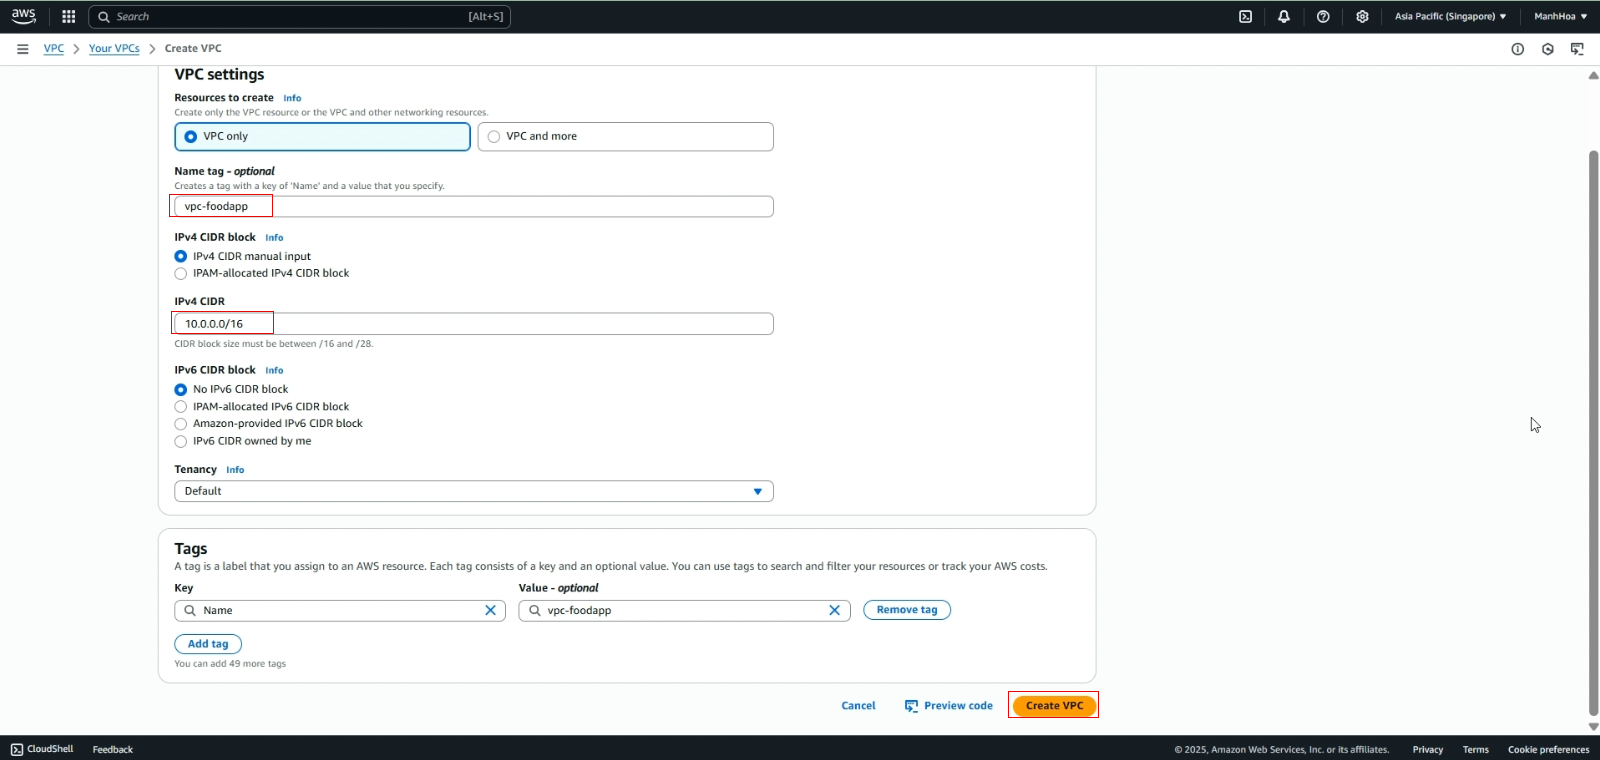 aws
Search [Alt+S]
Asia Pacific (Singapore) ManhHoa
VPC Your VPCs Create VPC
VPC settings
Resources to create Info
Create only the VPC resource or the VPC and other networking resources.
VPC only VPC and more
Name tag - optional
Creates a tag with a key of 'Name' and a value that you specify.
vpc-foodapp
IPv4 CIDR block Info
IPv4 CIDR manual input
IPAM-allocated IPv4 CIDR block
IPv4 CIDR
10.0.0.0/16
CIDR block size must be between /16 and /28.
IPv6 CIDR block Info
No IPv6 CIDR block
IPAM-allocated IPv6 CIDR block
Amazon-provided IPv6 CIDR block
IPv6 CIDR owned by me
Tenancy Info
Default
Tags
A tag is a label that you assign to an AWS resource. Each tag consists of a key and an optional value. You can use tags to search and filter your resources or track your AWS costs.
Key Value - optional
Name vpc-foodapp Remove tag
Add tag
You can add 49 more tags
Cancel Preview code Create VPC
CloudShell Feedback © 2025, Amazon Web Services, Inc. or its affiliates. Privacy Terms Cookie preferences